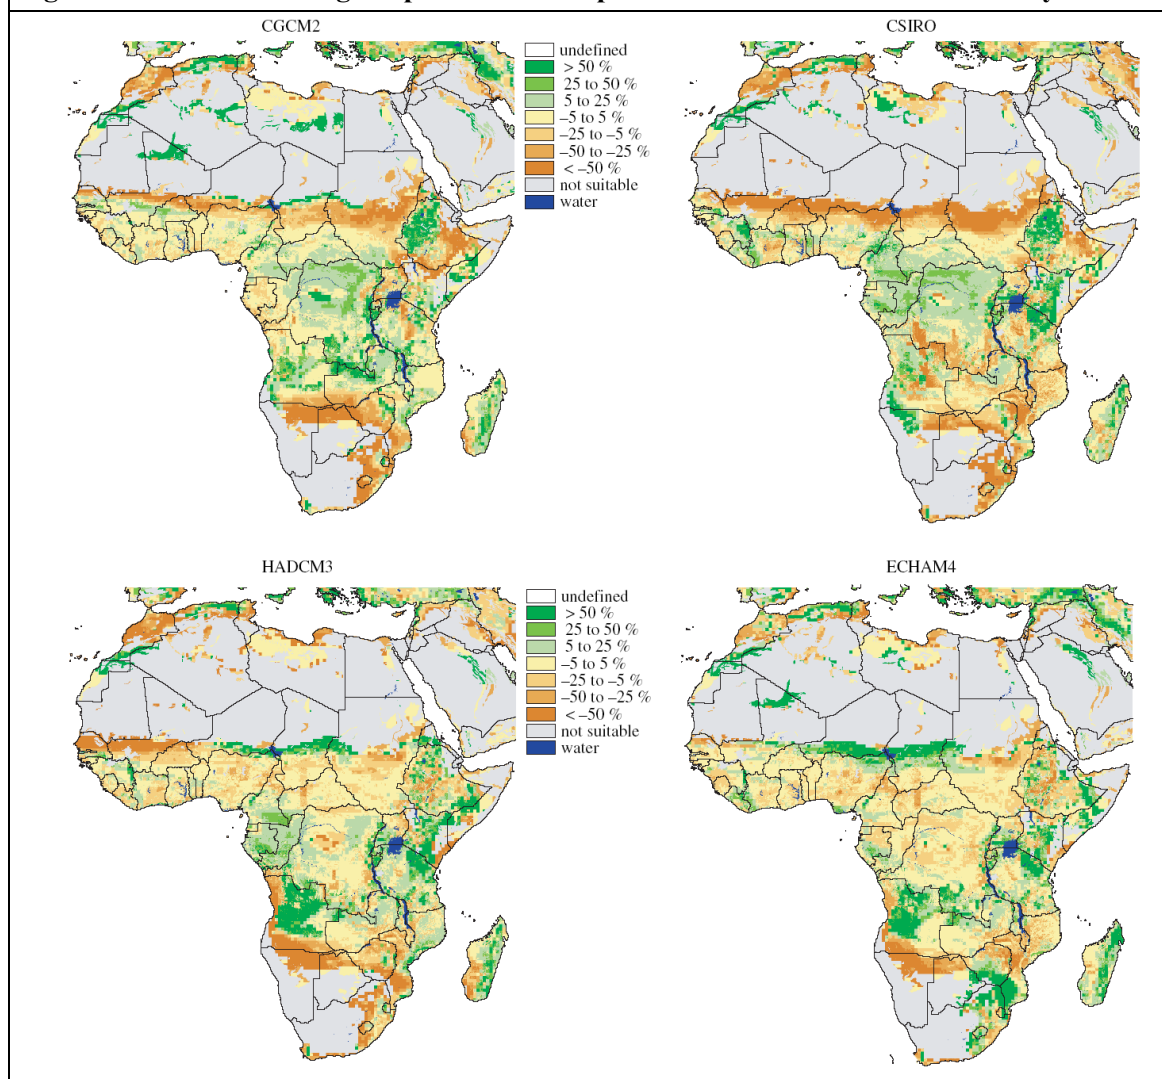 CGCM2
CSIRO
undefined
> 50 %
25 to 50 %
5 to 25 %
–5 to 5 %
–25 to –5 %
–50 to –25 %
< –50 %
not suitable
water
HADCM3
ECHAM4
undefined
> 50 %
25 to 50 %
5 to 25 %
–5 to 5 %
–25 to –5 %
–50 to –25 %
< –50 %
not suitable
water